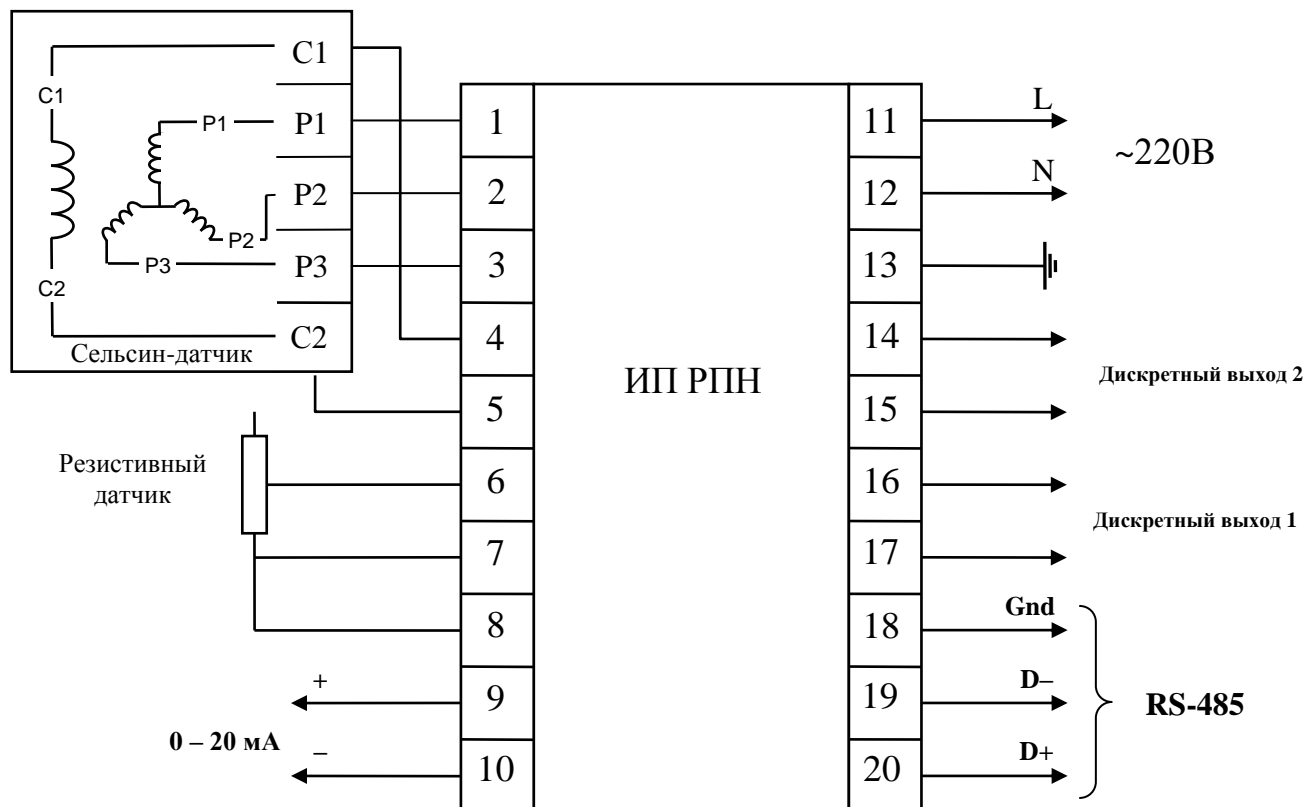 C1
P1
P2
P3
C2
C1
P1
P2
P3
C2
Сельсин-датчик
Резистивный
датчик
+
0 – 20 мА
–
1
2
3
4
5
6
7
8
9
10
ИП РПН
11
12
13
14
15
16
17
18
19
20
L
N
~220В
Дискретный выход 2
Дискретный выход 1
Gnd
D–
D+
RS-485